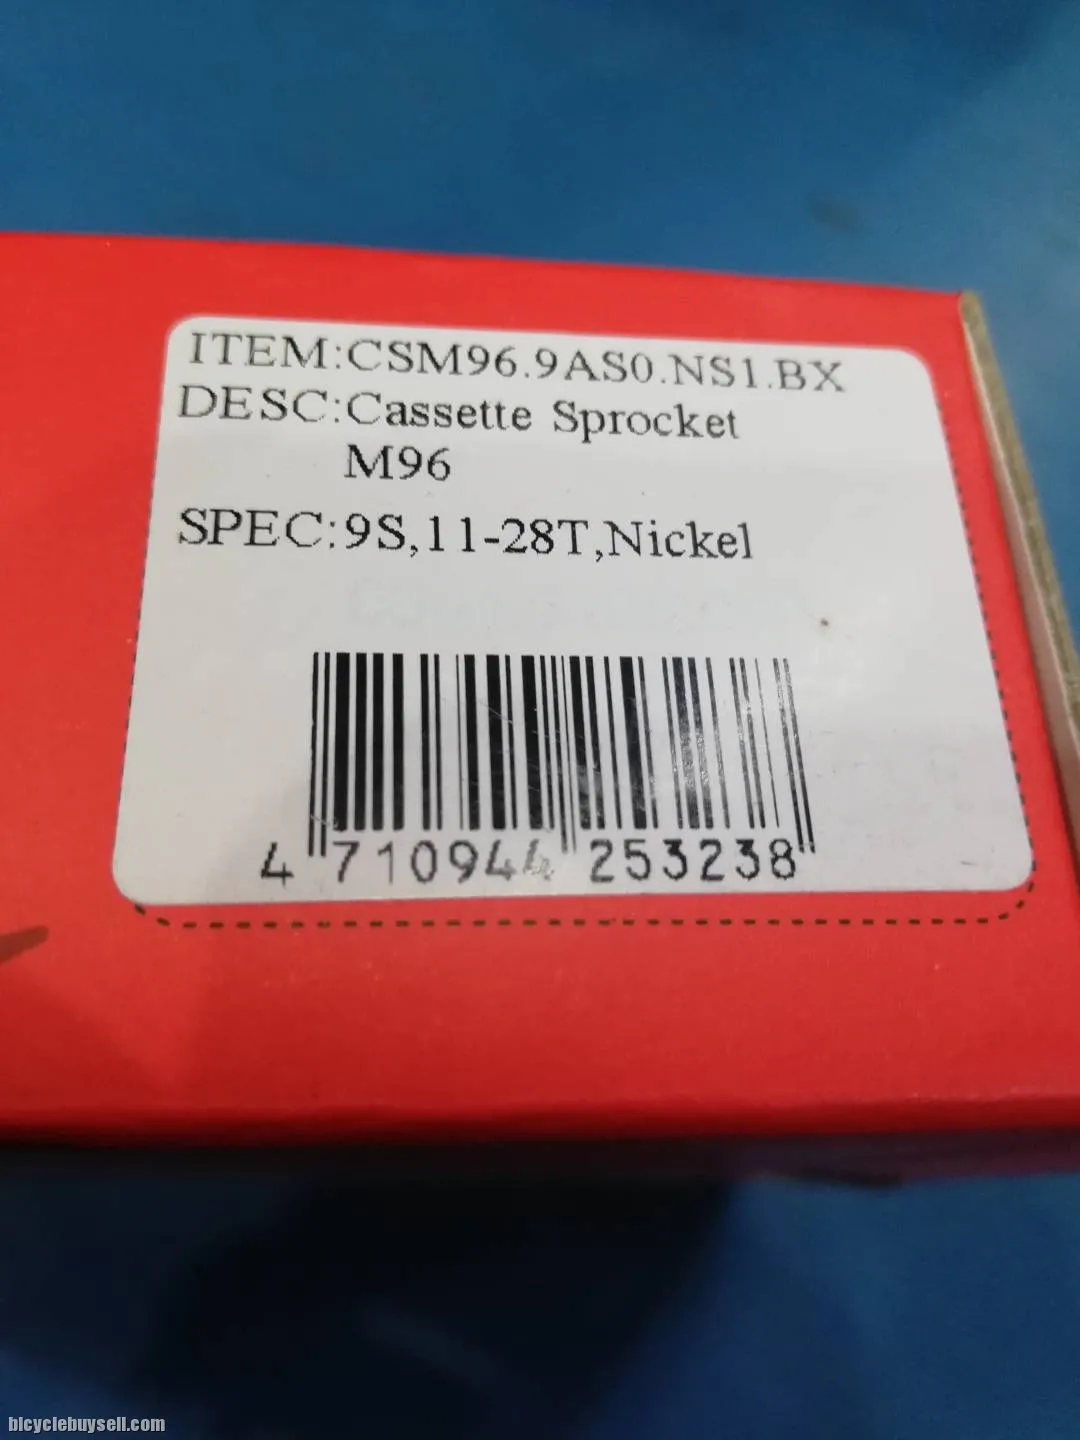 ITEM:CSM96.9AS0.NS1.BX
DESC:Cassette Sprocket
M96
SPEC:9S,11-28T,Nickel
4 710944 253238
bicyclebuysell.com